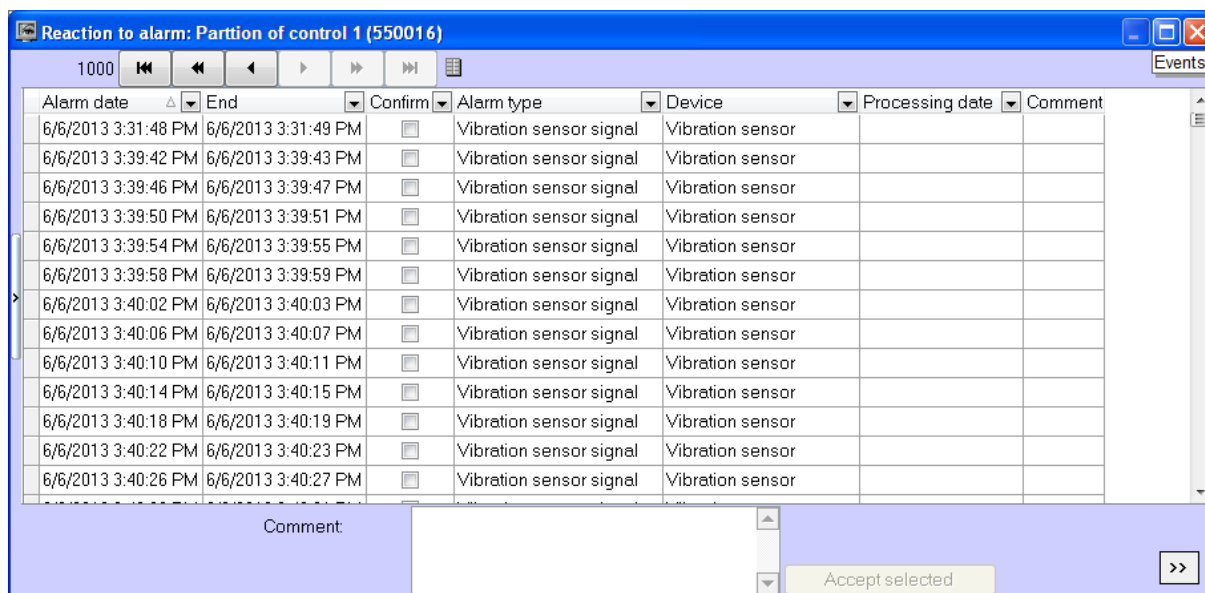 Reaction to alarm: Parttion of control 1 (550016)
1000
Events
Alarm date End Confirm Alarm type Device Processing date Comment
6/6/2013 3:31:48 PM 6/6/2013 3:31:49 PM Vibration sensor signal Vibration sensor
6/6/2013 3:39:42 PM 6/6/2013 3:39:43 PM Vibration sensor signal Vibration sensor
6/6/2013 3:39:46 PM 6/6/2013 3:39:47 PM Vibration sensor signal Vibration sensor
6/6/2013 3:39:50 PM 6/6/2013 3:39:51 PM Vibration sensor signal Vibration sensor
6/6/2013 3:39:54 PM 6/6/2013 3:39:55 PM Vibration sensor signal Vibration sensor
6/6/2013 3:39:58 PM 6/6/2013 3:39:59 PM Vibration sensor signal Vibration sensor
6/6/2013 3:40:02 PM 6/6/2013 3:40:03 PM Vibration sensor signal Vibration sensor
6/6/2013 3:40:06 PM 6/6/2013 3:40:07 PM Vibration sensor signal Vibration sensor
6/6/2013 3:40:10 PM 6/6/2013 3:40:11 PM Vibration sensor signal Vibration sensor
6/6/2013 3:40:14 PM 6/6/2013 3:40:15 PM Vibration sensor signal Vibration sensor
6/6/2013 3:40:18 PM 6/6/2013 3:40:19 PM Vibration sensor signal Vibration sensor
6/6/2013 3:40:22 PM 6/6/2013 3:40:23 PM Vibration sensor signal Vibration sensor
6/6/2013 3:40:26 PM 6/6/2013 3:40:27 PM Vibration sensor signal Vibration sensor
Comment:
Accept selected
>>